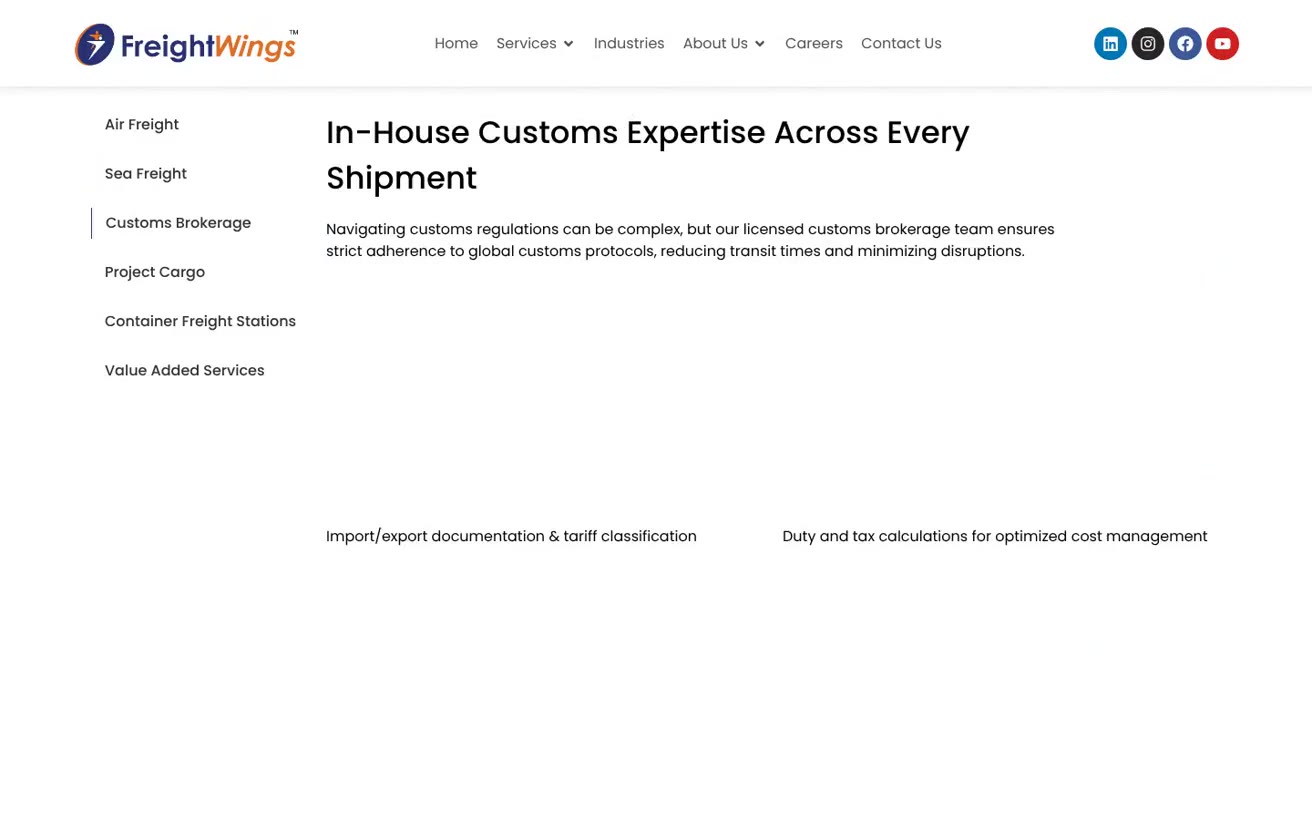 FreightWings™
Home Services Industries About Us Careers Contact Us
Air Freight
Sea Freight
Customs Brokerage
Project Cargo
Container Freight Stations
Value Added Services
In-House Customs Expertise Across Every
Shipment
Navigating customs regulations can be complex, but our licensed customs brokerage team ensures
strict adherence to global customs protocols, reducing transit times and minimizing disruptions.
Import/export documentation & tariff classification
Duty and tax calculations for optimized cost management